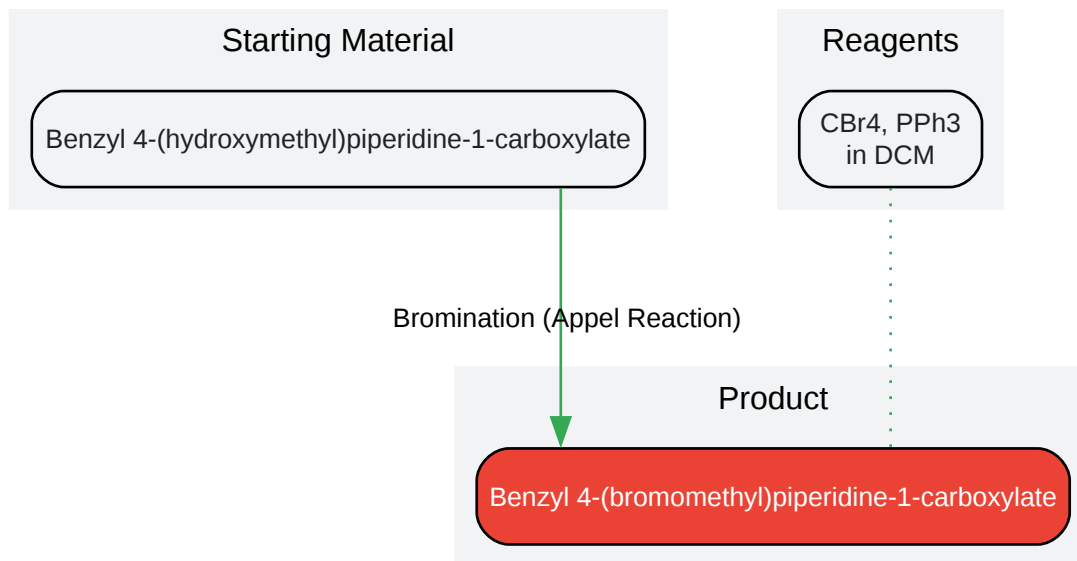 Starting Material
Reagents
Benzyl 4-(hydroxymethyl)piperidine-1-carboxylate
CBr4, PPh3
in DCM
Bromination (Appel Reaction)
Product
Benzyl 4-(bromomethyl)piperidine-1-carboxylate